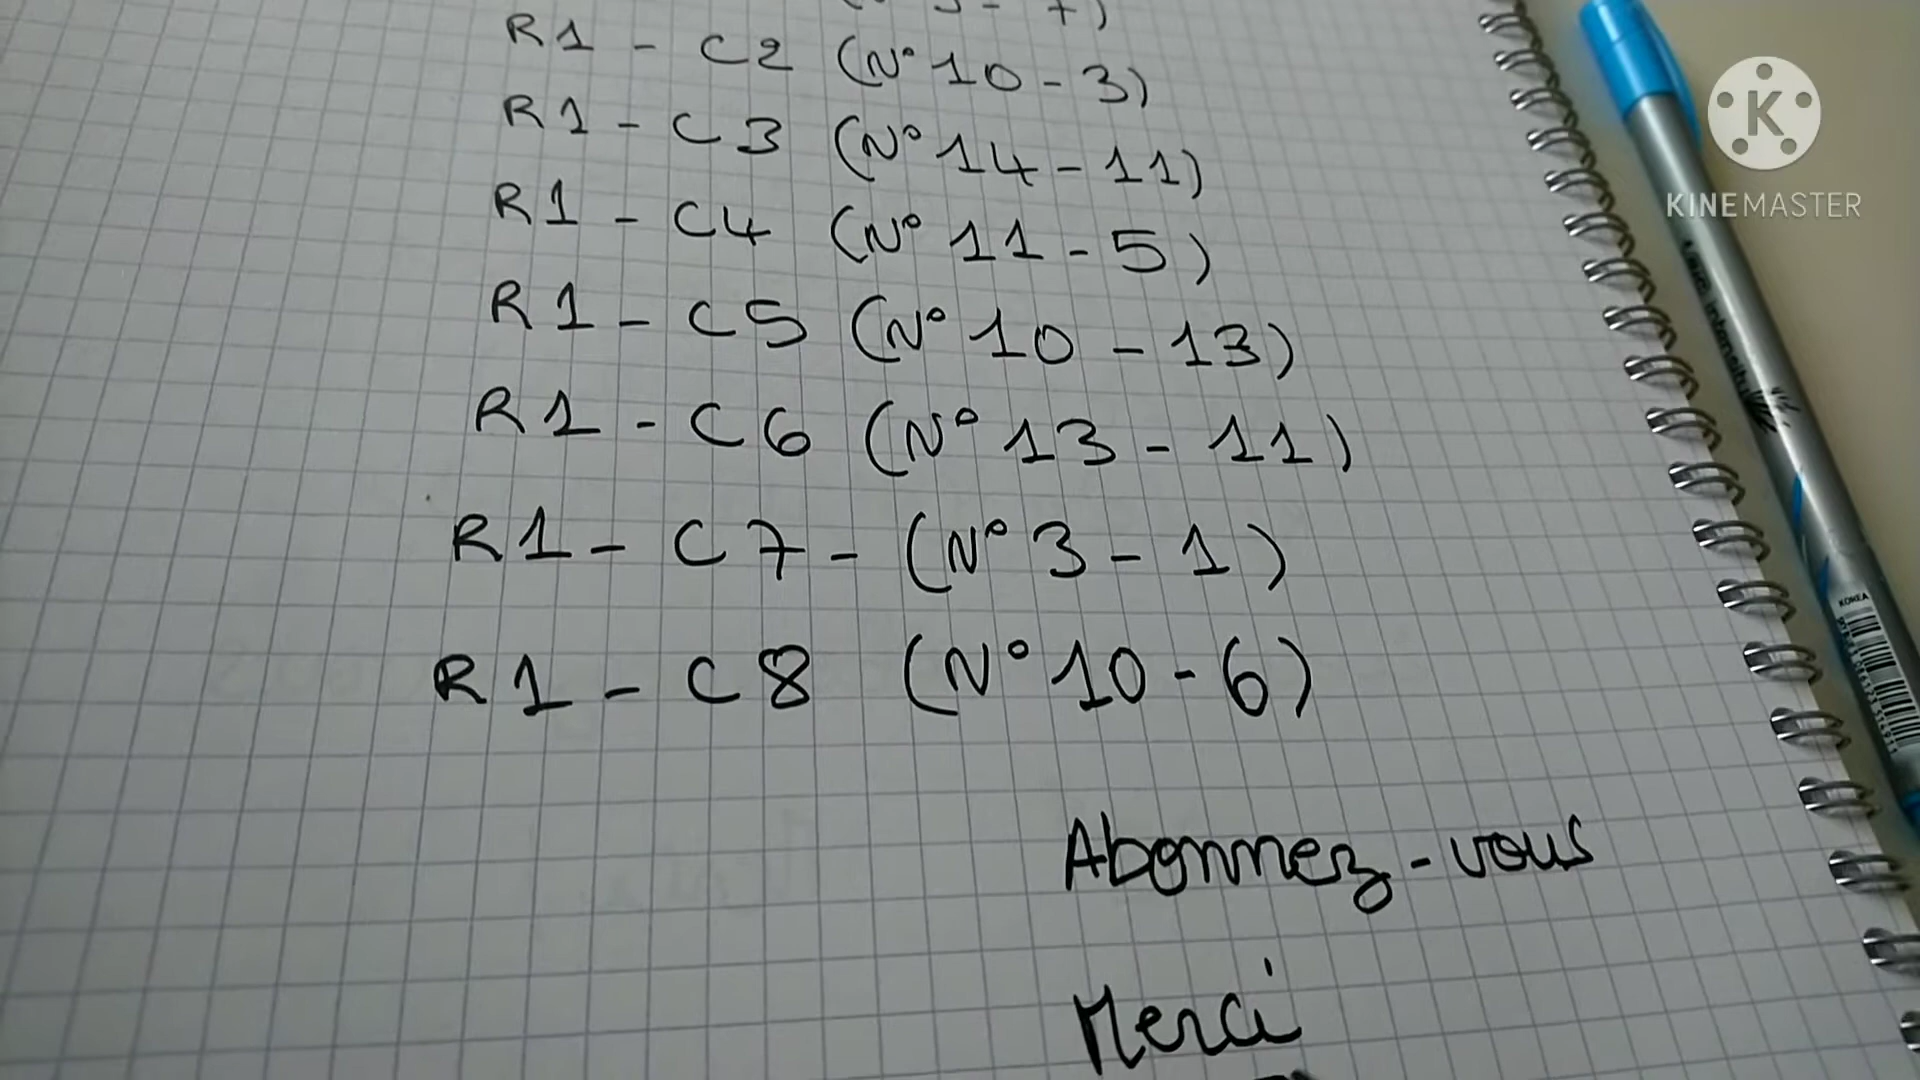 R1 - C2 (N° 10 - 3)
R1 - C3 (N° 14 - 11)
R1 - C4 (N° 11 - 5)
R1 - C5 (N° 10 - 13)
R1 - C6 (N° 13 - 11)
R1 - C7 - (N° 3 - 1)
R1 - C8 (N° 10 - 6)
Abonnez-vous
Merci
K
KINEMASTER
KOREA